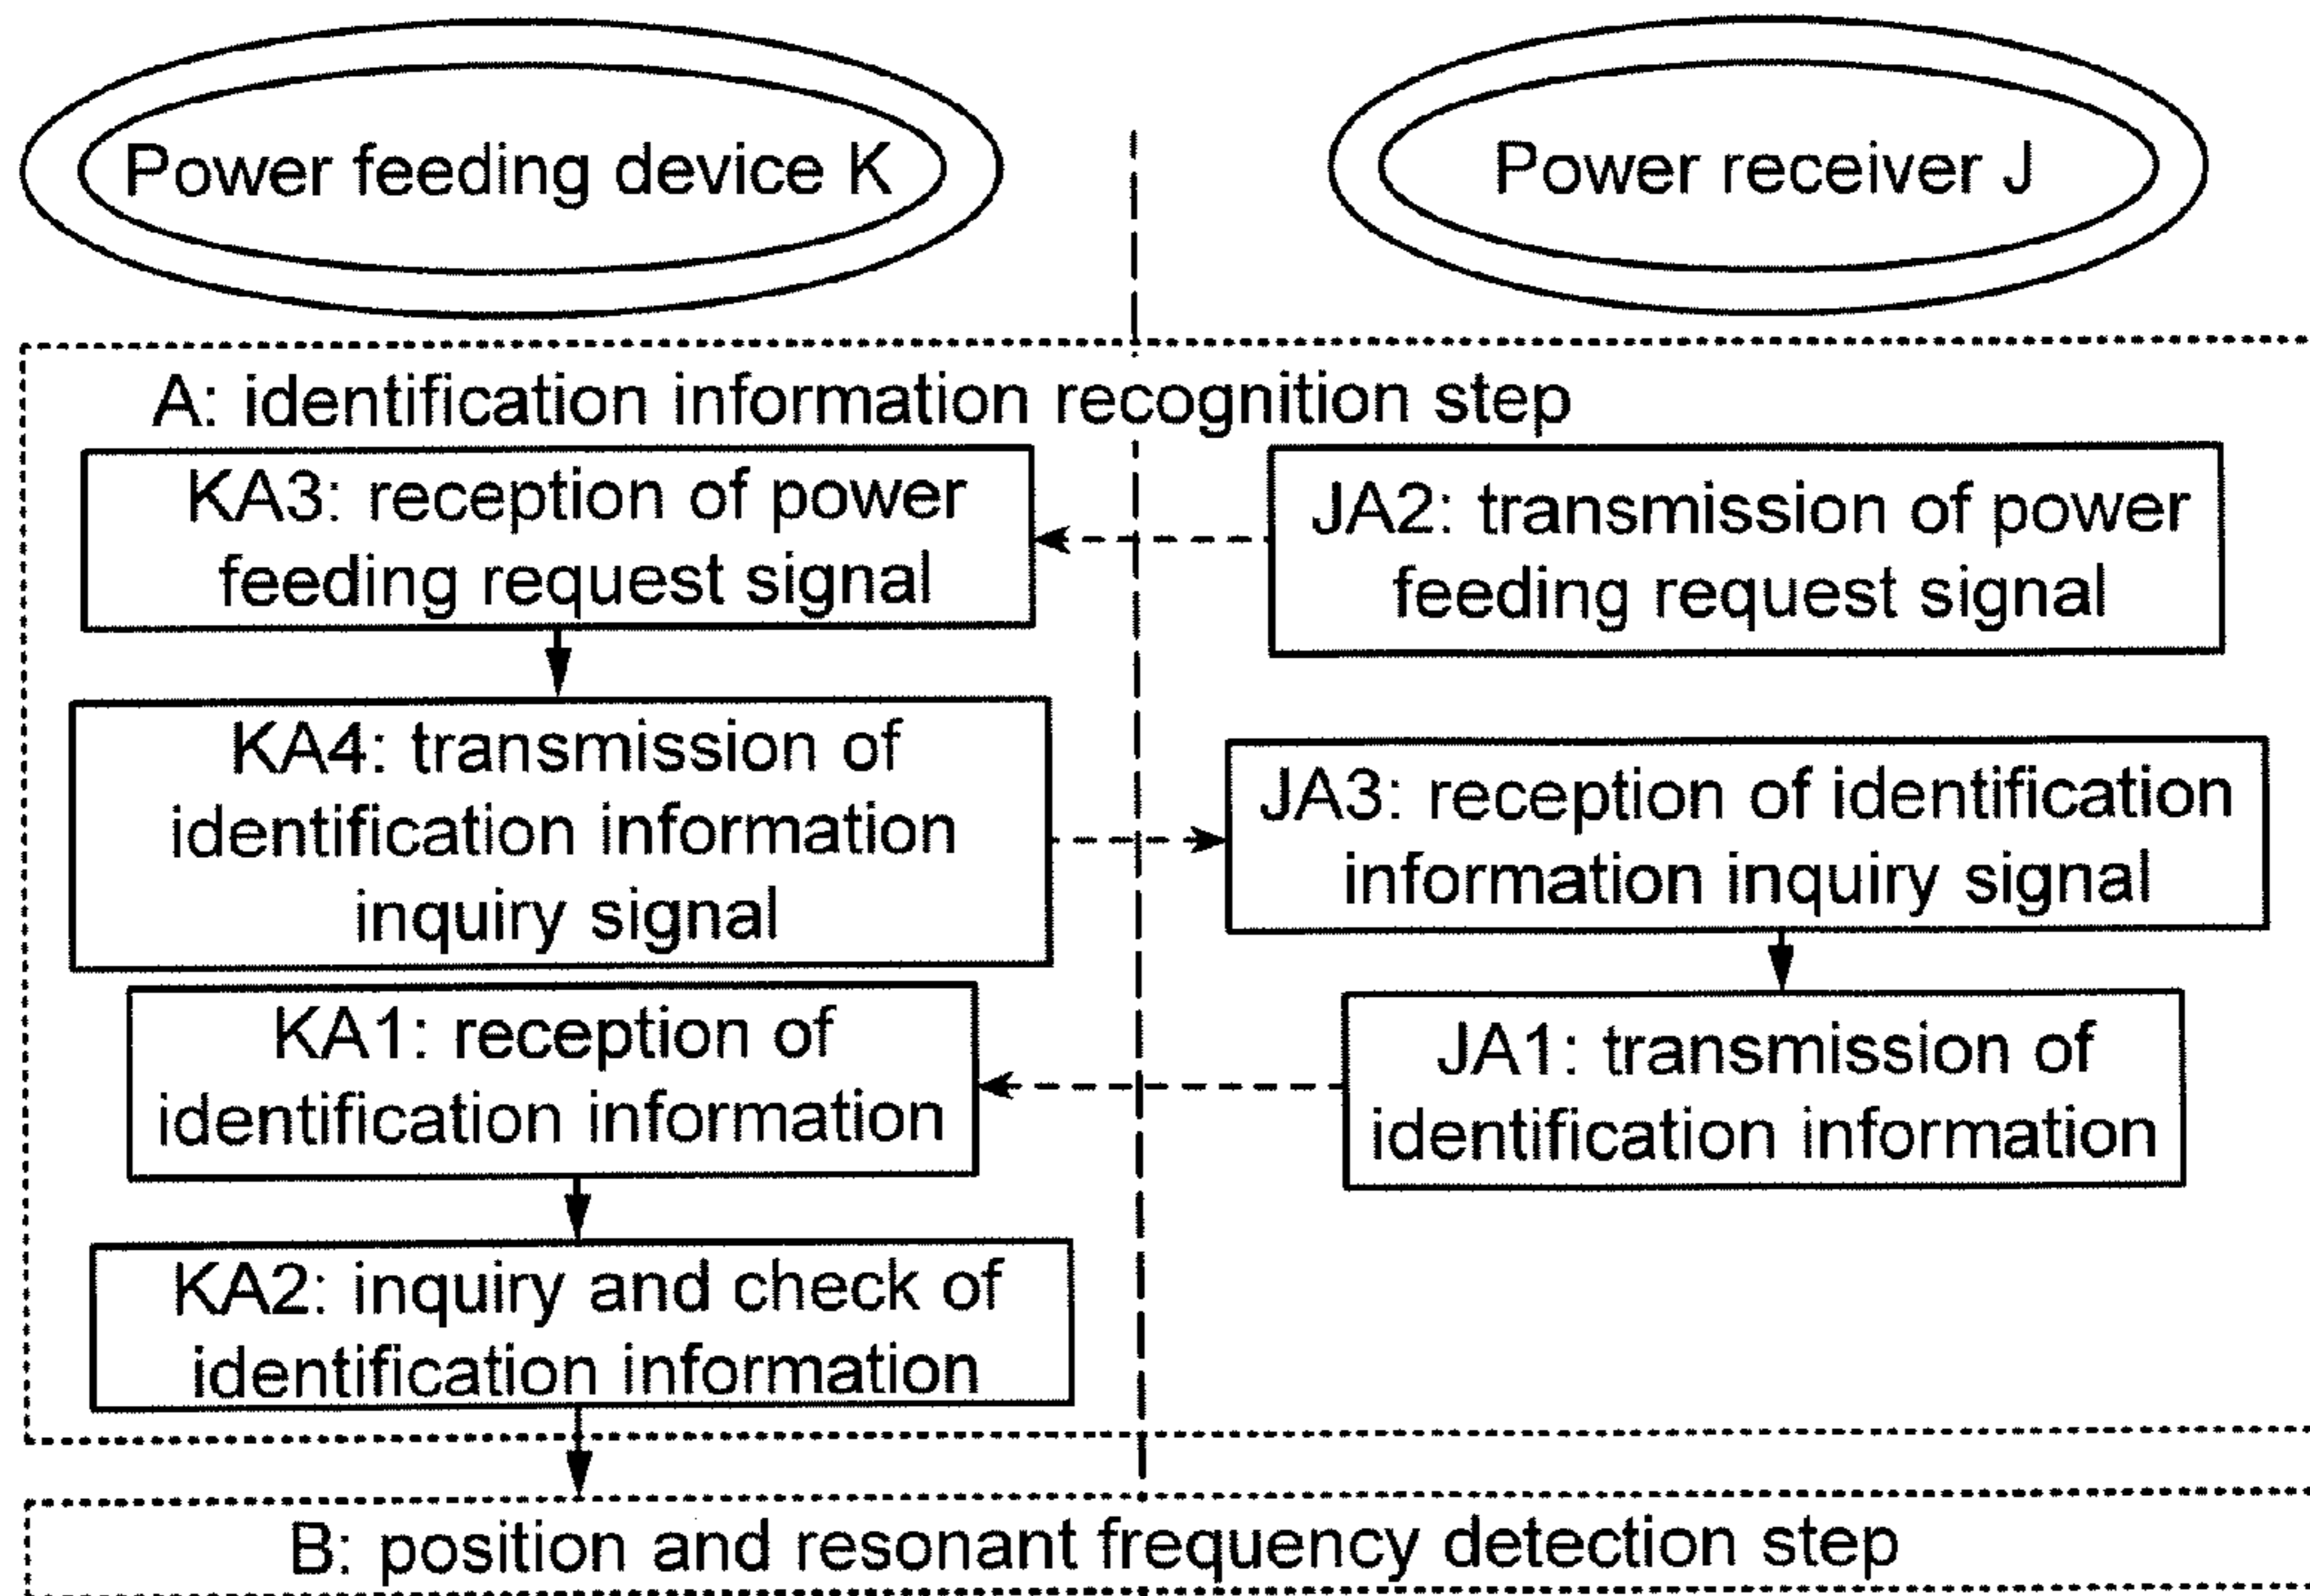 Power feeding device K
Power receiver J
A: identification information recognition step
KA3: reception of power
feeding request signal
JA2: transmission of power
feeding request signal
KA4: transmission of
identification information
inquiry signal
JA3: reception of identification
information inquiry signal
KA1: reception of
identification information
JA1: transmission of
identification information
KA2: inquiry and check of
identification information
B: position and resonant frequency detection step